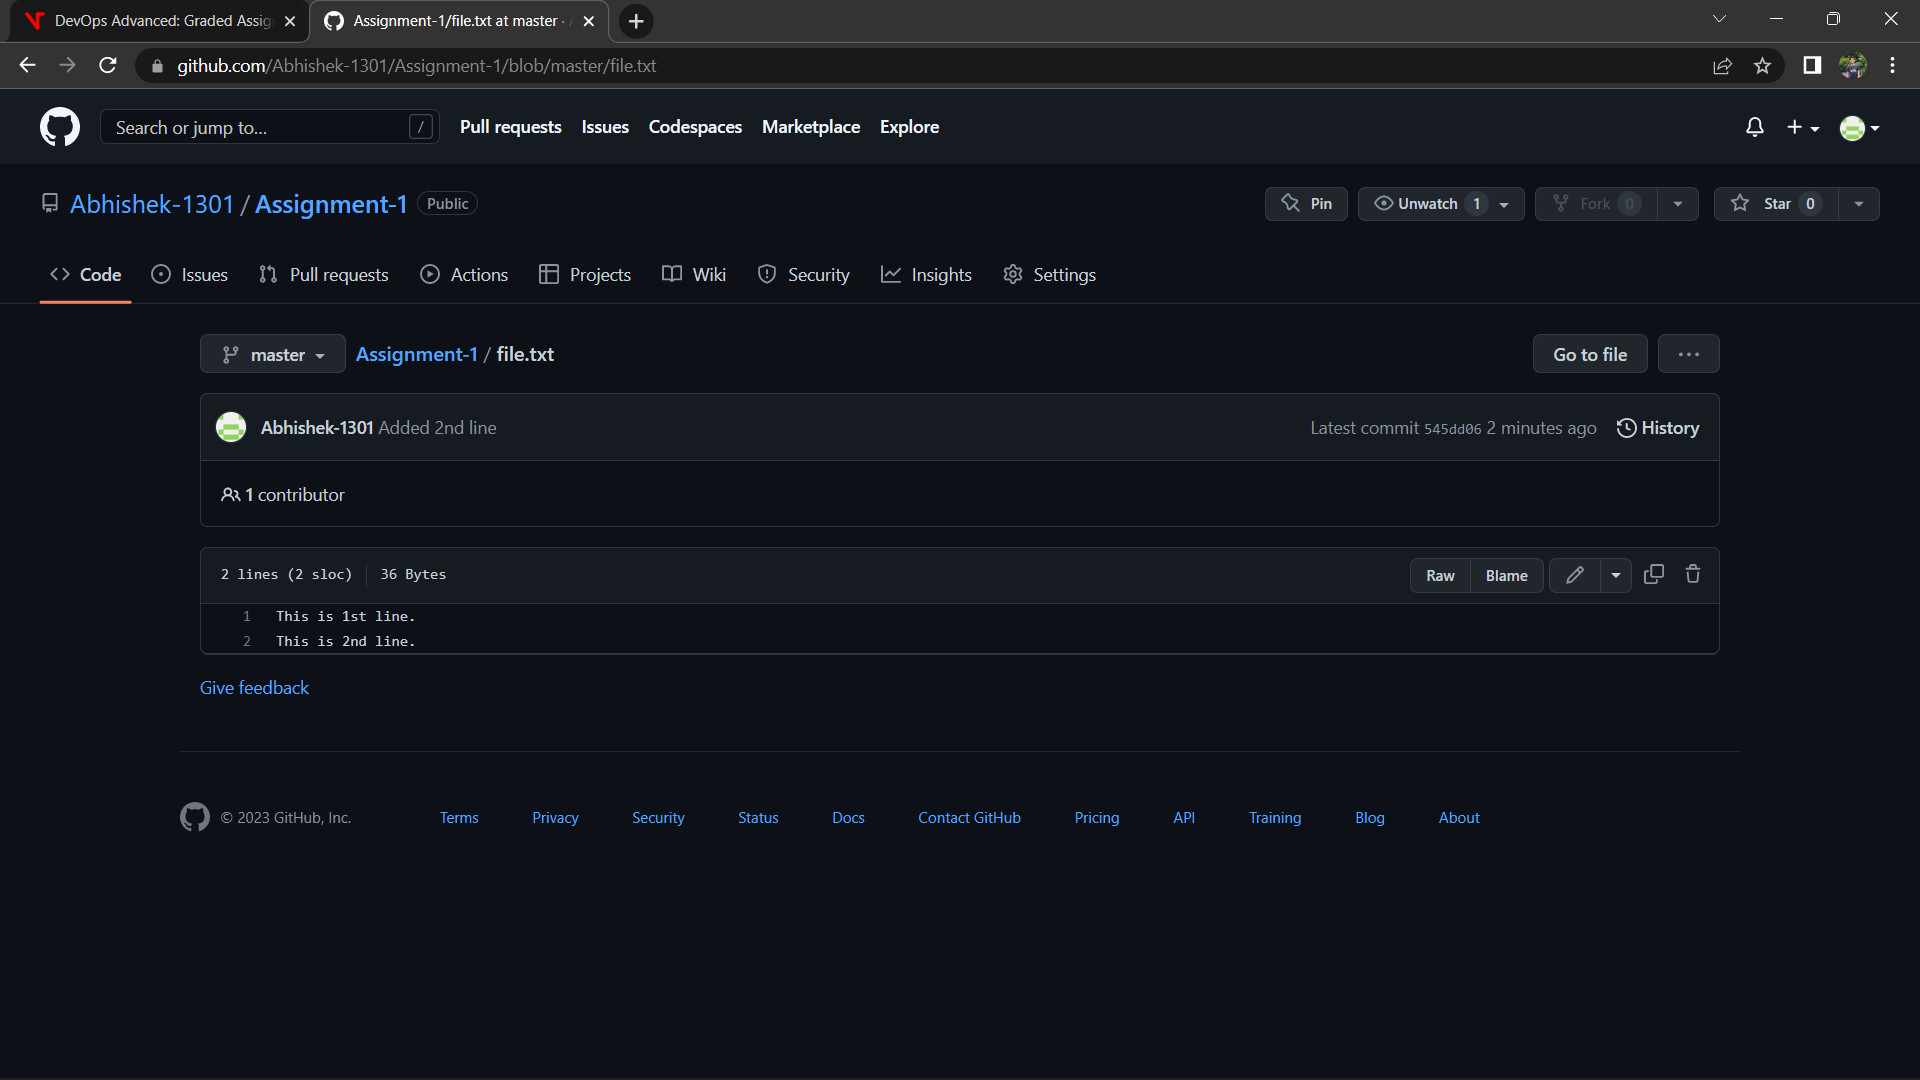 DevOps Advanced: Graded Assig
Assignment-1/file.txt at master ·
github.com/Abhishek-1301/Assignment-1/blob/master/file.txt
Search or jump to... /
Pull requests Issues Codespaces Marketplace Explore
Abhishek-1301 / Assignment-1 Public
Pin Unwatch 1 Fork 0 Star 0
Code Issues Pull requests Actions Projects Wiki Security Insights Settings
master Assignment-1 / file.txt Go to file ...
Abhishek-1301 Added 2nd line Latest commit 545dd06 2 minutes ago History
1 contributor
2 lines (2 sloc) 36 Bytes Raw Blame
1 This is 1st line.
2 This is 2nd line.
Give feedback
© 2023 GitHub, Inc. Terms Privacy Security Status Docs Contact GitHub Pricing API Training Blog About